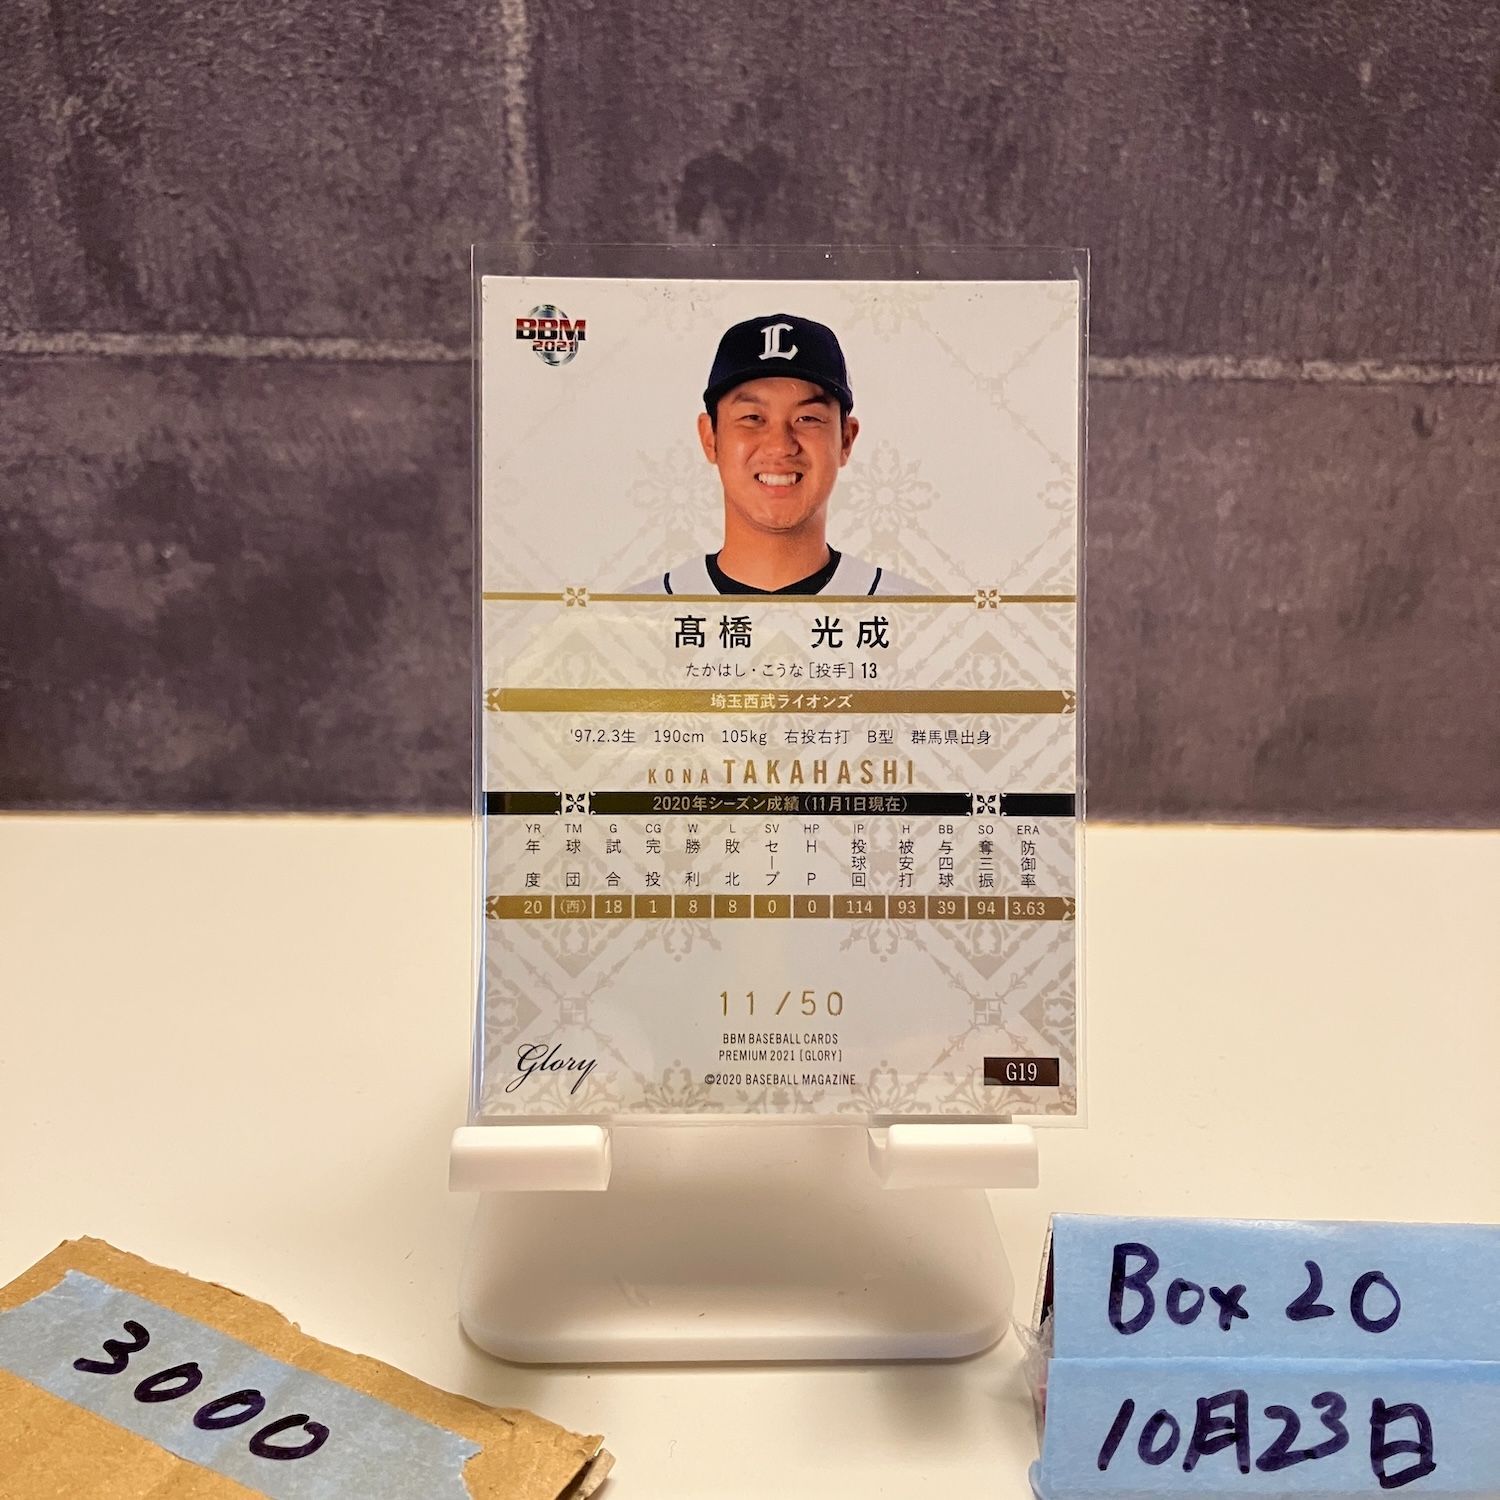 BBM
2021
L
髙橋 光成
たかはし・こうな[投手]13
埼玉西武ライオンズ
'97.2.3生 190cm 105kg 右投右打 B型 群馬県出身
KONA TAKAHASHI
2020年シーズン成績(11月1日現在)
YR TM G CG W L SV HP IP H BB SO ERA
年度 球団 試合 完投 勝利 敗北 セーブ HP 投球回 被安打 与四球 奪三振 防御率
20 (西) 18 1 8 8 0 0 114 93 39 94 3.63
11/50
BBM BASEBALL CARDS
PREMIUM 2021 [GLORY]
©2020 BASEBALL MAGAZINE
Glory
G19
3000
Box 20
10月23日